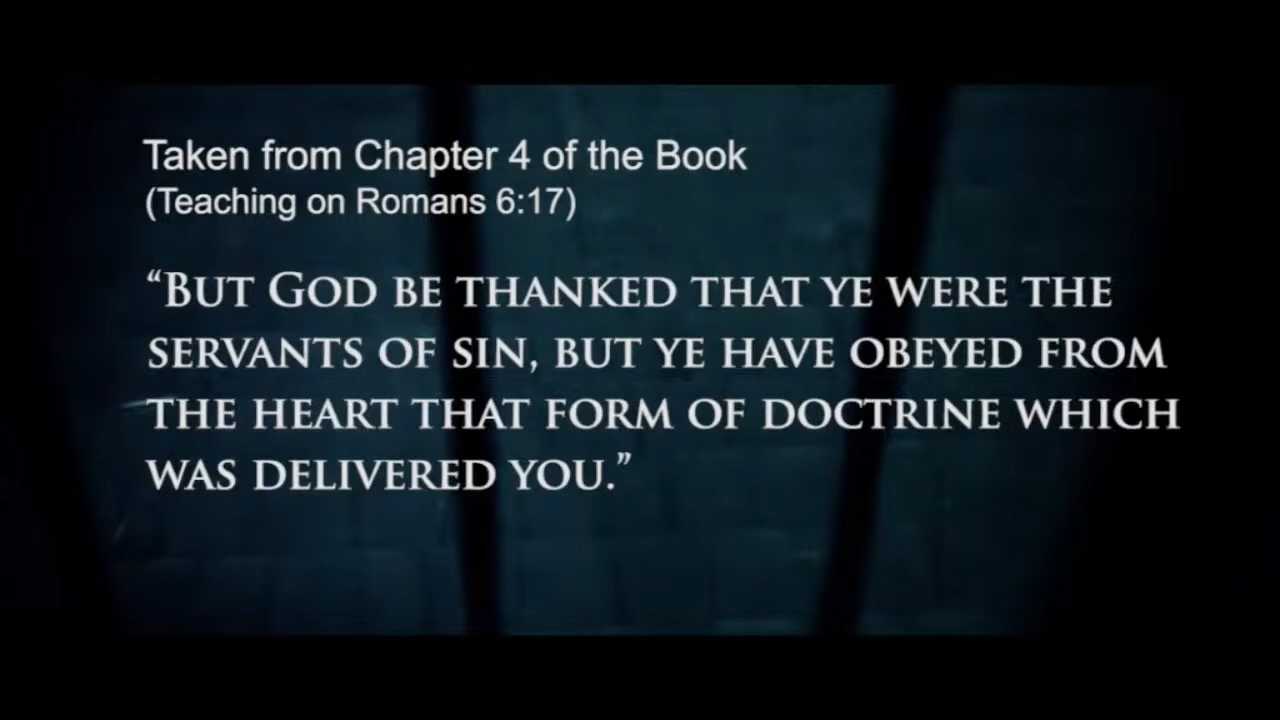 Taken from Chapter 4 of the Book
(Teaching on Romans 6:17)
“BUT GOD BE THANKED THAT YE WERE THE
SERVANTS OF SIN, BUT YE HAVE OBEYED FROM
THE HEART THAT FORM OF DOCTRINE WHICH
WAS DELIVERED YOU.”